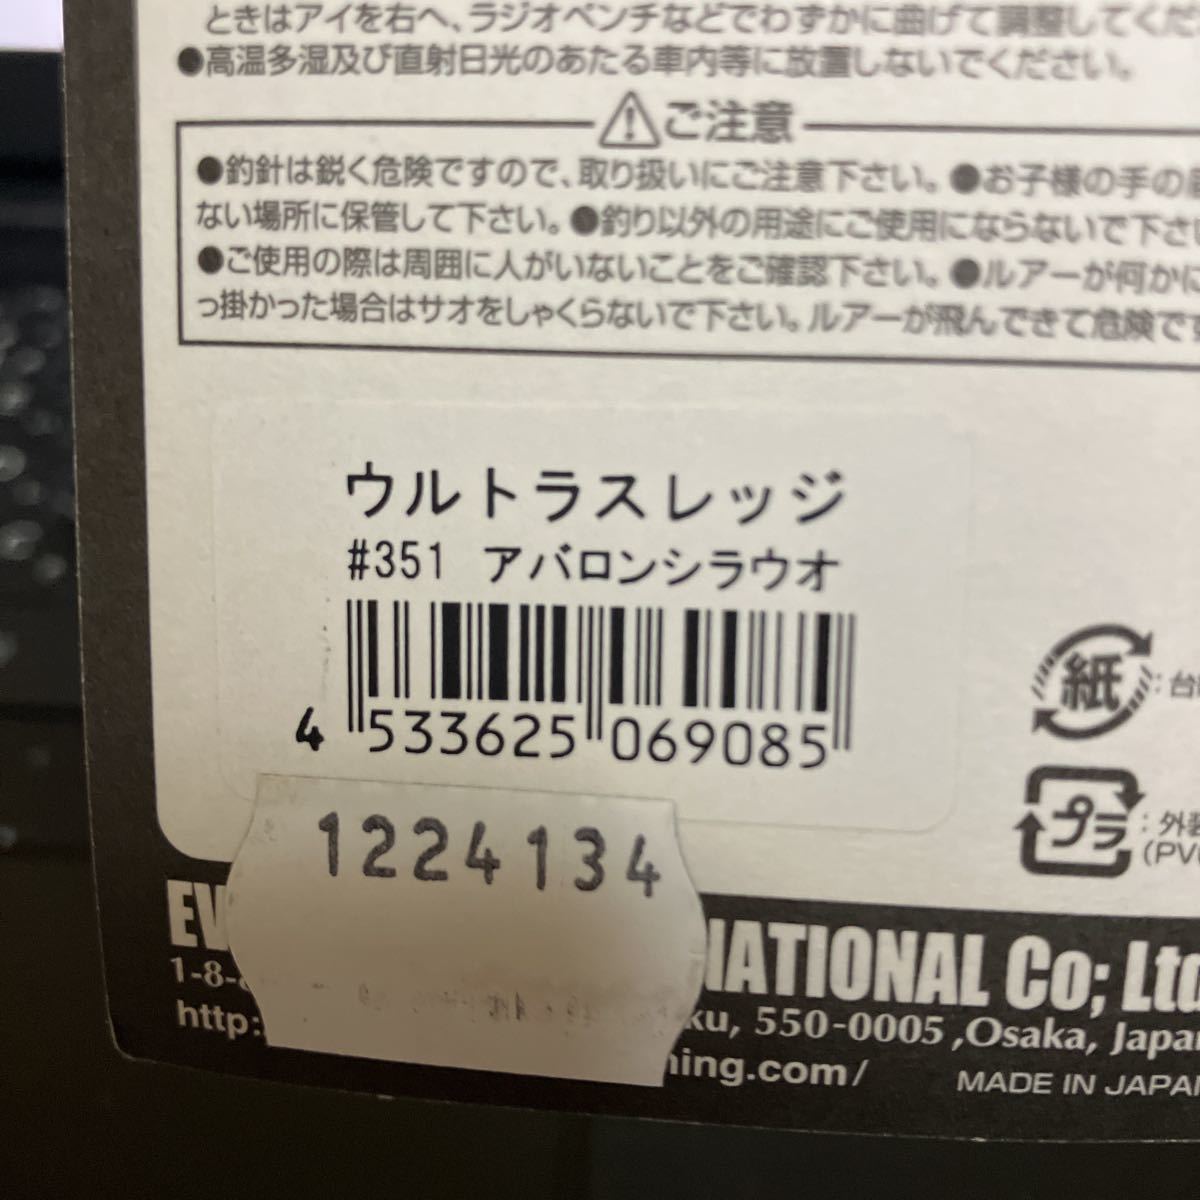 ときはアイを右へ、ラジオペンチなどでわずかに曲げて調整してくだ
●高温多湿及び直射日光のあたる車内等に放置しないでください。
ご注意
●釣針は鋭く危険ですので、取り扱いにご注意下さい。●お子様の手の
ない場所に保管して下さい。●釣り以外の用途にご使用にならないで下さい
●ご使用の際は周囲に人がいないことをご確認下さい。●ルアーが何かに
っ掛かった場合はサオをしゃくらないで下さい。ルアーが飛んできて危険です
ウルトラスレッジ
#351 アバロンシラウオ
4 533625 069085
紙
:台
プラ
:外装
(PV
1224134
EV NATIONAL Co; Ltd
1-8-
ku, 550-0005 ,Osaka, Japan
http:
ing.com/
MADE IN JAPAN